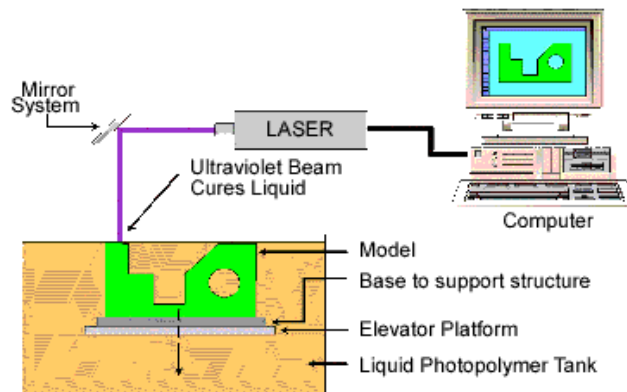 Mirror
System
LASER
Ultraviolet Beam
Cures Liquid
Computer
Model
Base to support structure
Elevator Platform
Liquid Photopolymer Tank